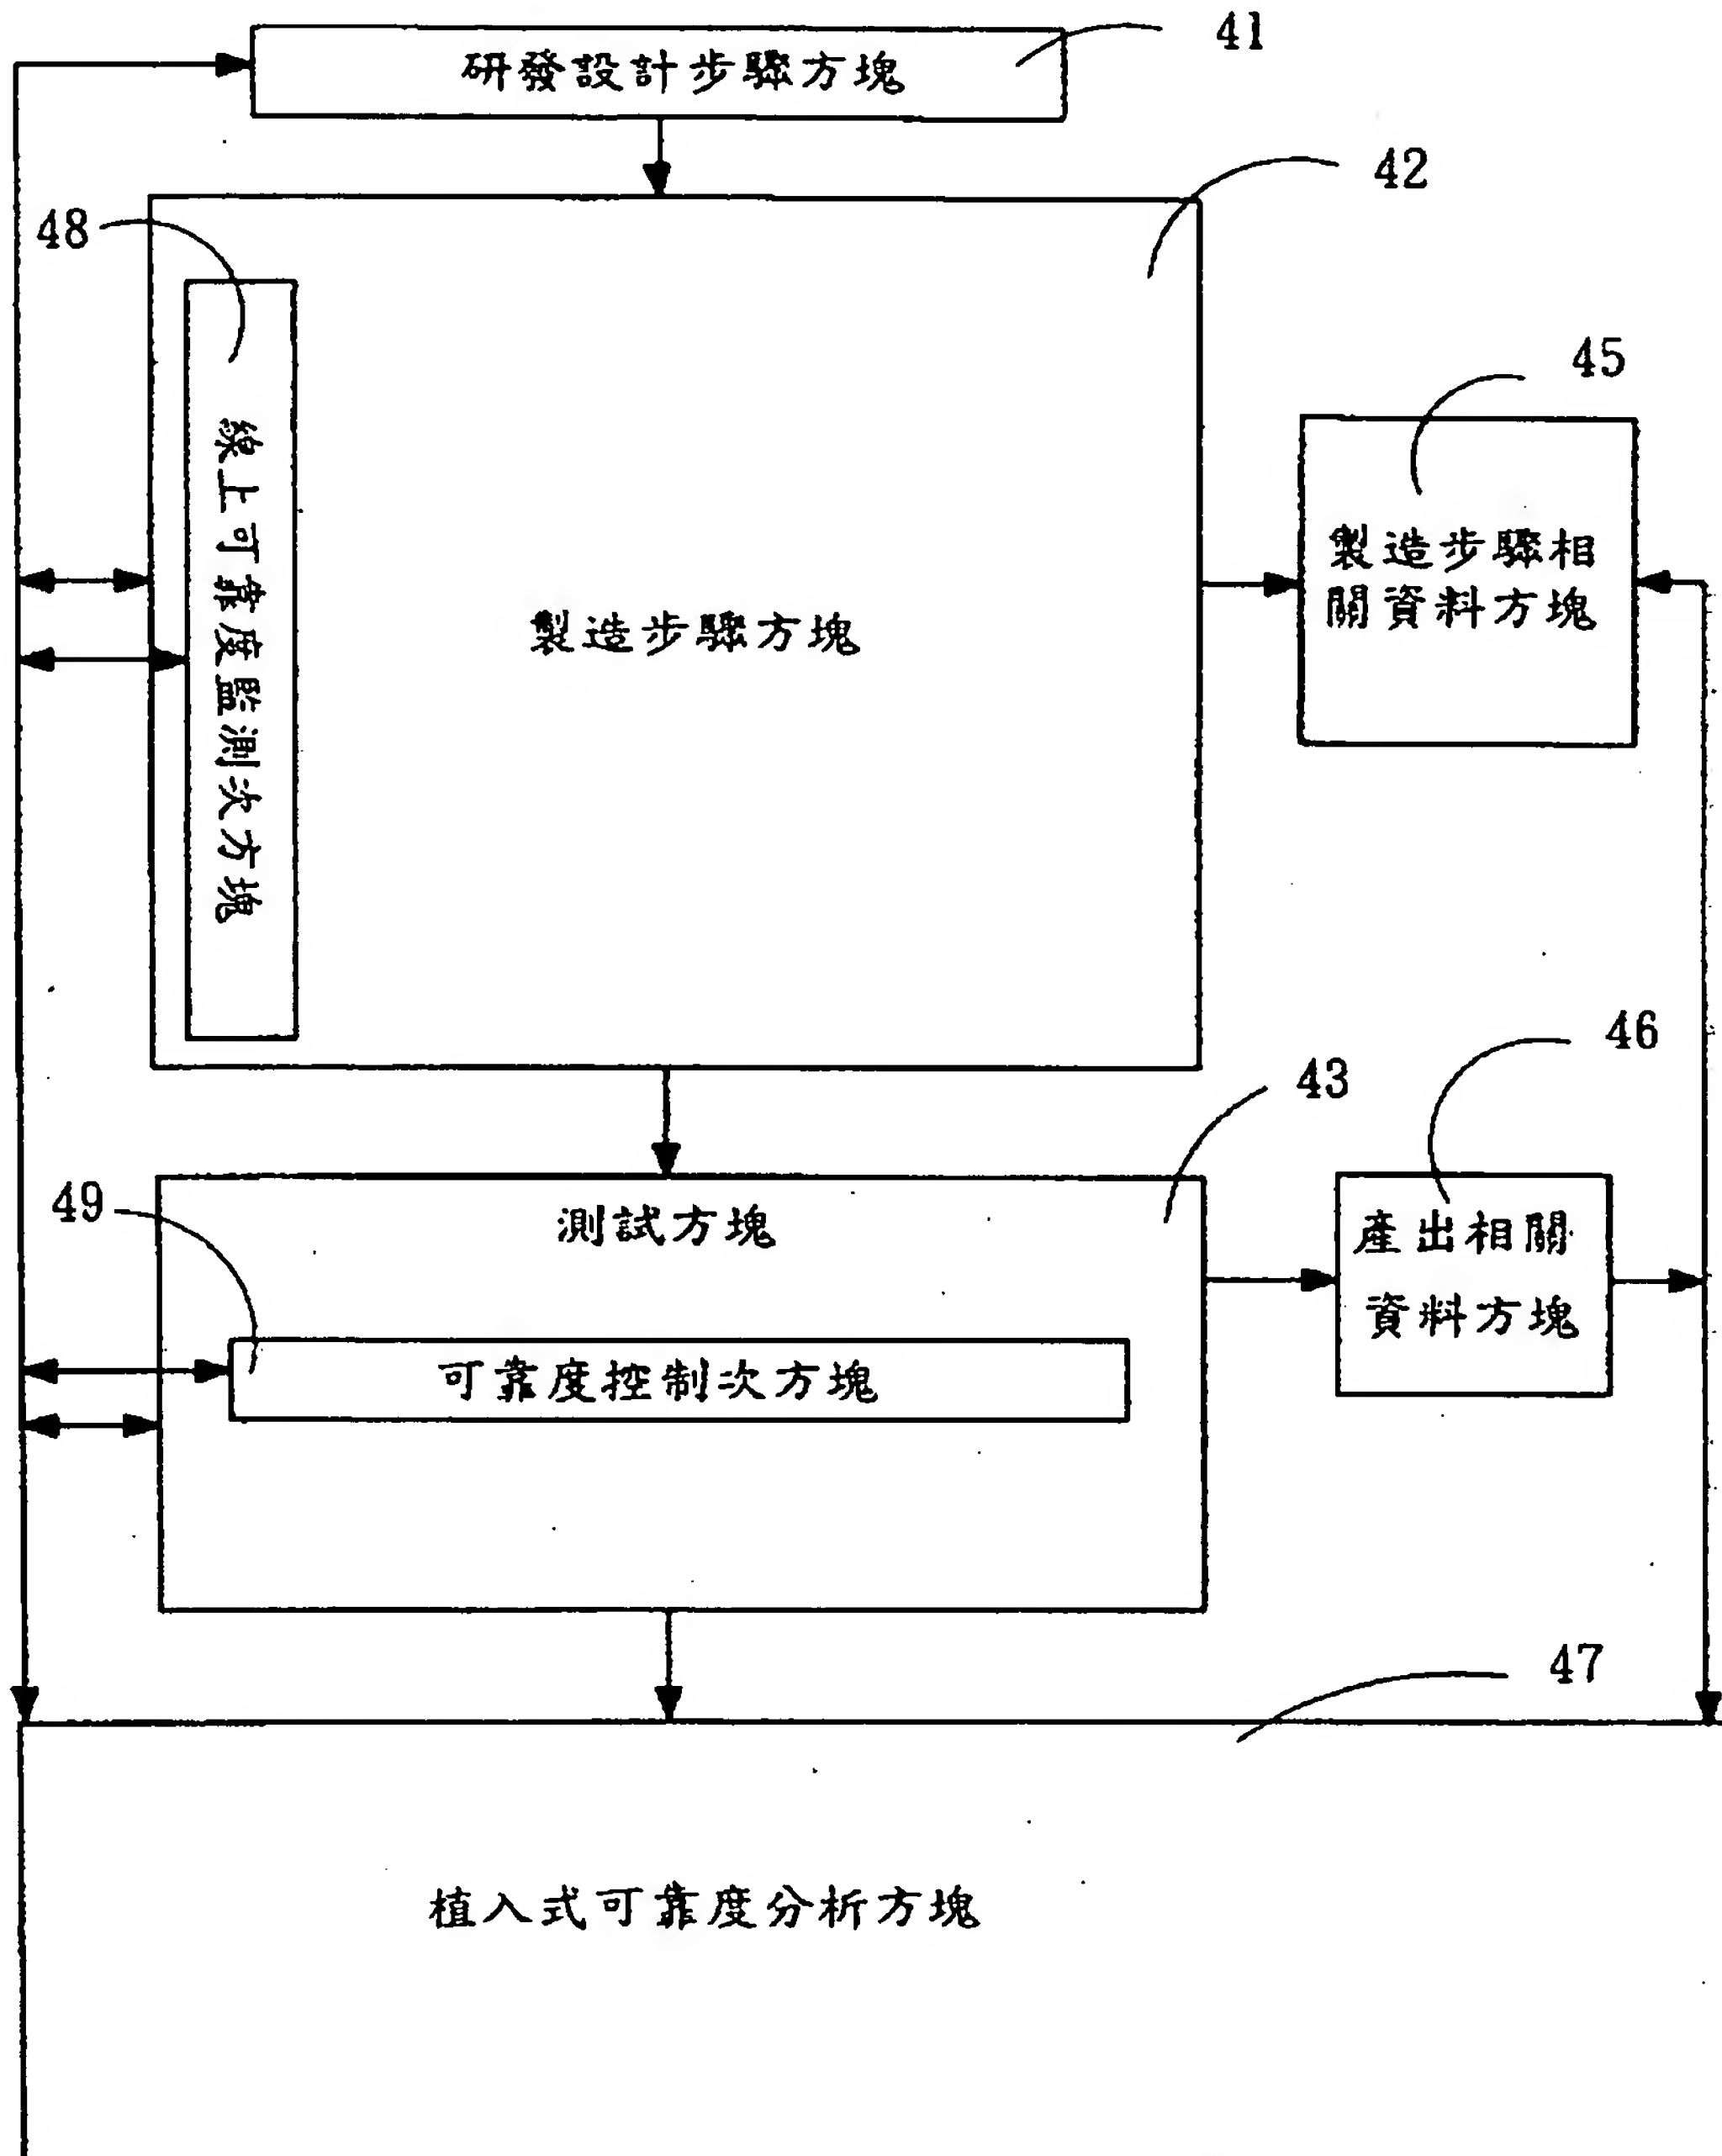 41
研發設計步驟方塊
42
48
線上可靠度監測次方塊
製造步驟方塊
45
製造步驟相
關資料方塊
46
43
49
測試方塊
產出相關
資料方塊
可靠度控制次方塊
47
植入式可靠度分析方塊